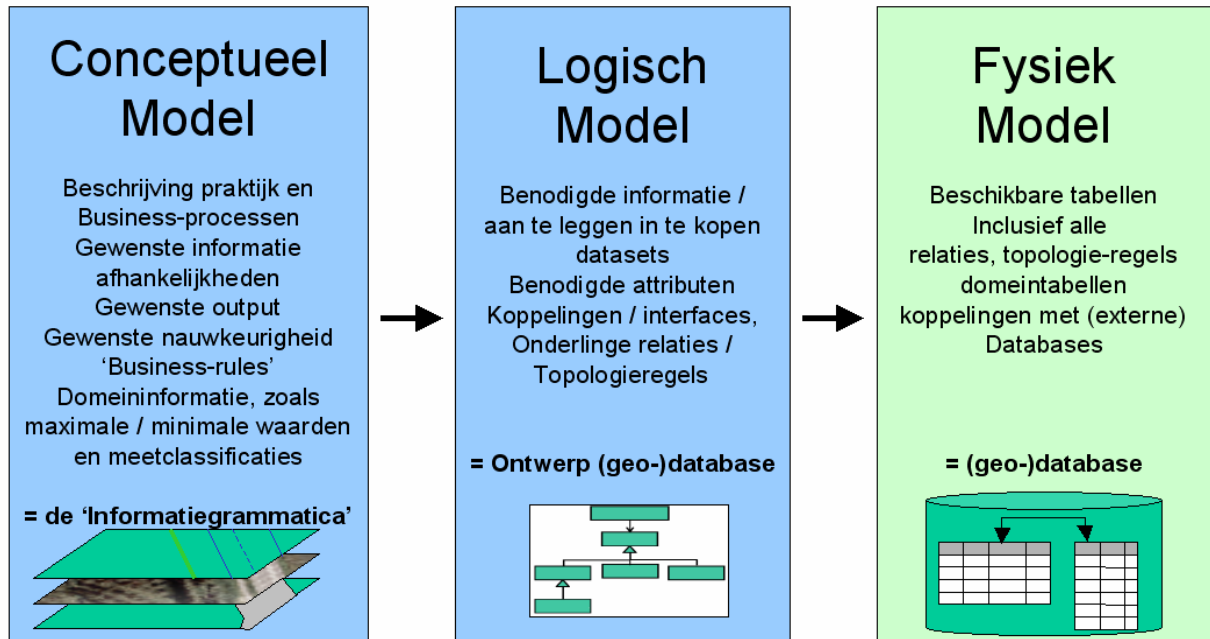 Conceptueel
Model
Beschrijving praktijk en
Business-processen
Gewenste informatie
afhankelijkheden
Gewenste output
Gewenste nauwkeurigheid
‘Business-rules’
Domeininformatie, zoals
maximale / minimale waarden
en meetclassificaties
= de ‘Informatiegrammatica’
Logisch
Model
Benodigde informatie /
aan te leggen in te kopen
datasets
Benodigde attributen
Koppelingen / interfaces,
Onderlinge relaties /
Topologieregels
= Ontwerp (geo-)database
Fysiek
Model
Beschikbare tabellen
Inclusief alle
relaties, topologie-regels
domeintabellen
koppelingen met (externe)
Databases
= (geo-)database